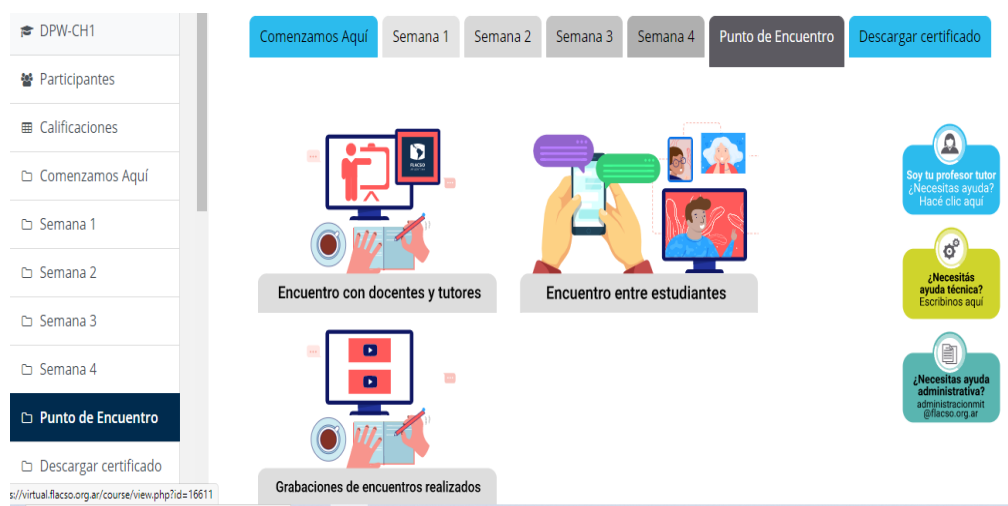 DPW-CH1
Participantes
Calificaciones
Comenzamos Aquí
Semana 1
Semana 2
Semana 3
Semana 4
Punto de Encuentro
Descargar certificado
s://virtual.flacso.org.ar/course/view.php?id=16611
Comenzamos Aquí
Semana 1
Semana 2
Semana 3
Semana 4
Punto de Encuentro
Descargar certificado
FLACSO
Encuentro con docentes y tutores
Encuentro entre estudiantes
Grabaciones de encuentros realizados
Soy tu profesor tutor
¿Necesitas ayuda?
Hacé clic aquí
¿Necesitás
ayuda técnica?
Escribinos aquí
¿Necesitas ayuda
administrativa?
administracionmit
@flacso.org.ar